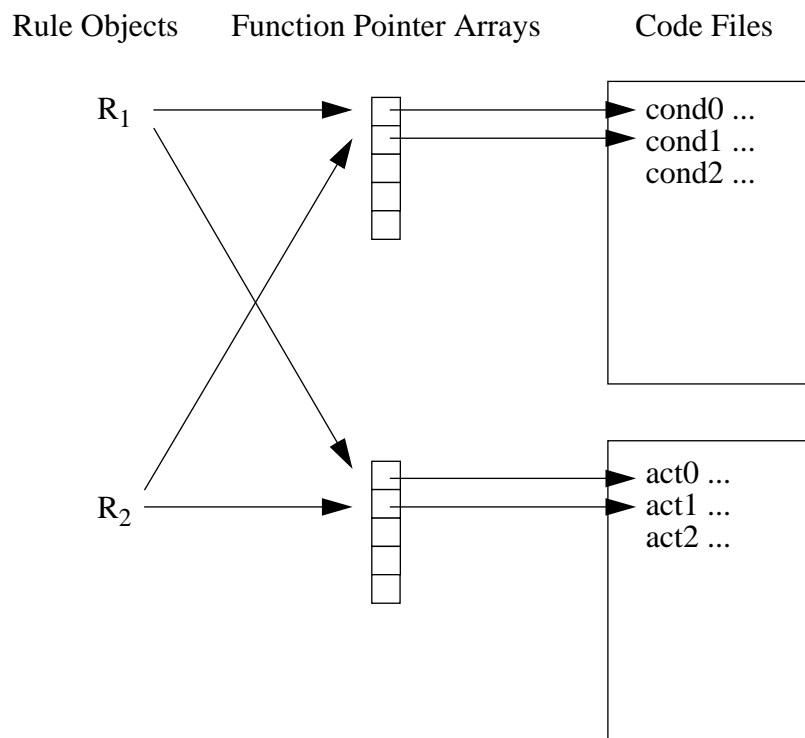 Rule Objects Function Pointer Arrays Code Files
R1
cond0 ...
cond1 ...
cond2 ...
R2
act0 ...
act1 ...
act2 ...